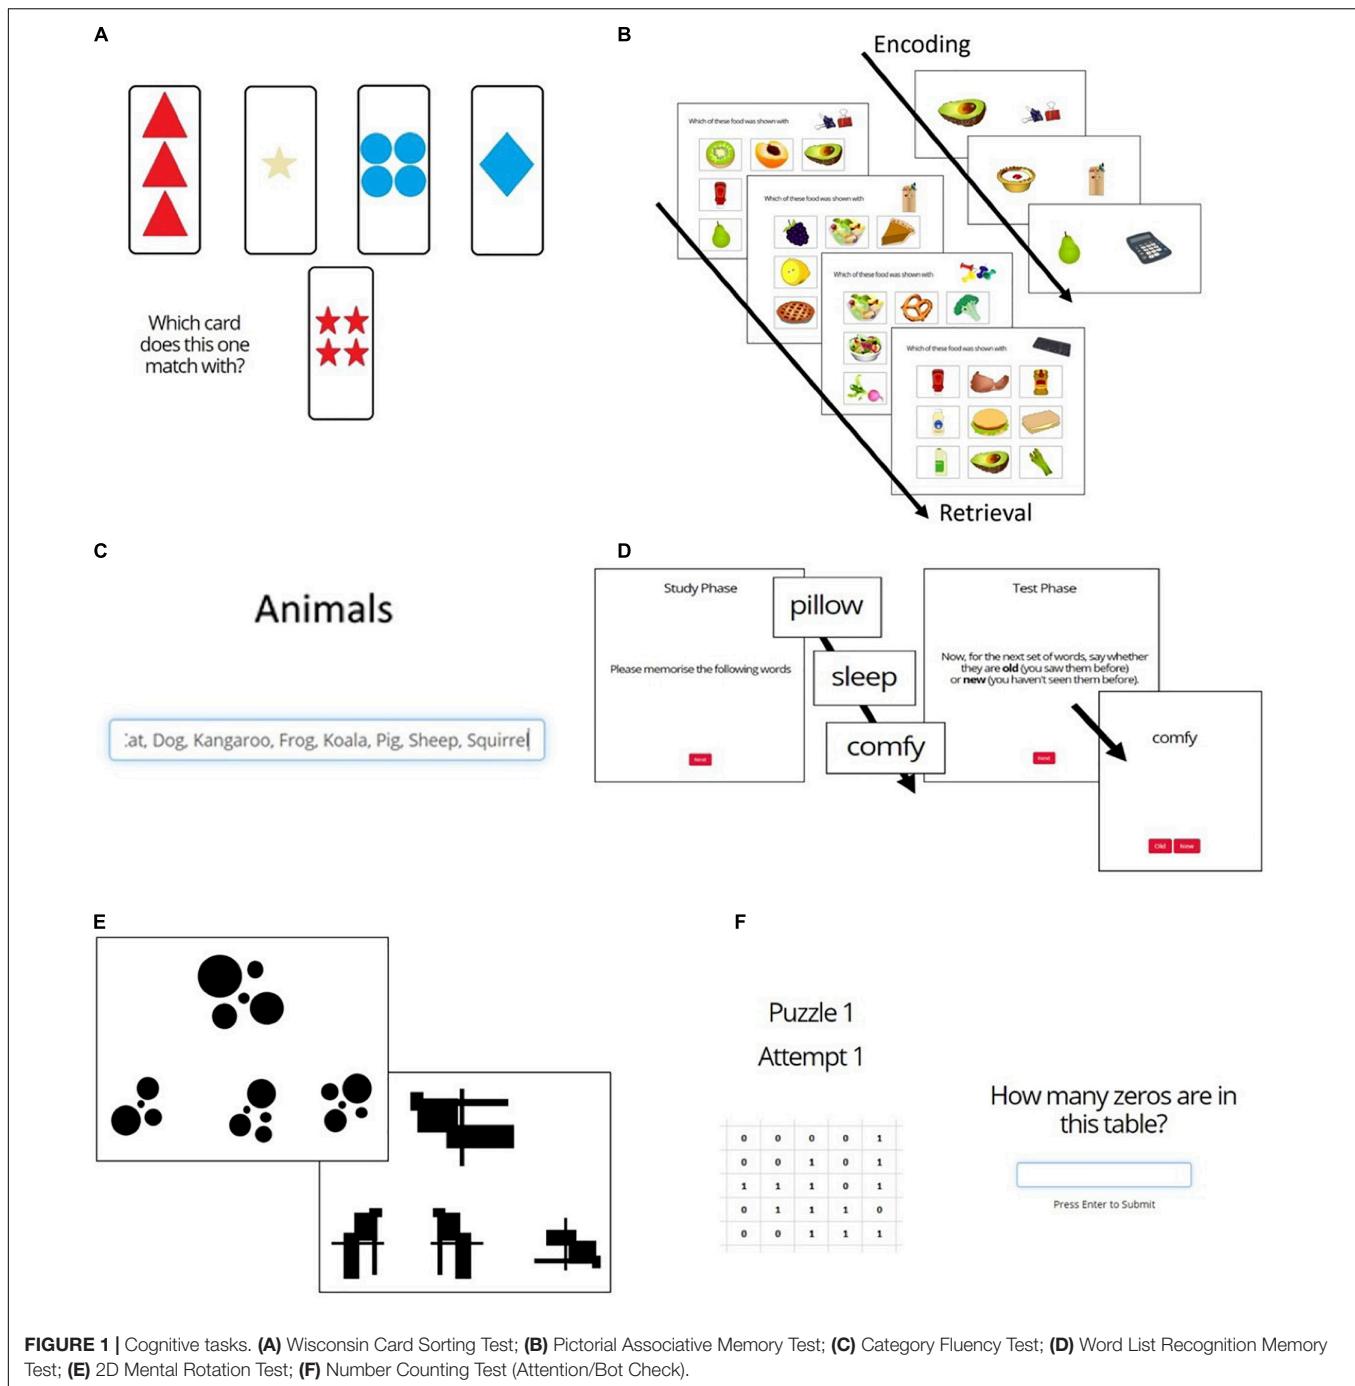 A
Which card
does this one
match with?
B
Encoding
Which of these food was shown with
Which of these food was shown with
Which of these food was shown with
Which of these food was shown with
Retrieval
C
Animals
at, Dog, Kangaroo, Frog, Koala, Pig, Sheep, Squirrel
D
Study Phase
Please memorise the following words
Next
pillow
sleep
comfy
Test Phase
Now, for the next set of words, say whether
they are old (you saw them before)
or new (you haven't seen them before).
Next
comfy
Old New
E
F
Puzzle 1
Attempt 1
0 0 0 0 1
0 0 1 0 1
1 1 1 0 1
0 1 1 1 0
0 0 1 1 1
How many zeros are in
this table?
Press Enter to Submit
FIGURE 1 | Cognitive tasks. (A) Wisconsin Card Sorting Test; (B) Pictorial Associative Memory Test; (C) Category Fluency Test; (D) Word List Recognition Memory
Test; (E) 2D Mental Rotation Test; (F) Number Counting Test (Attention/Bot Check).